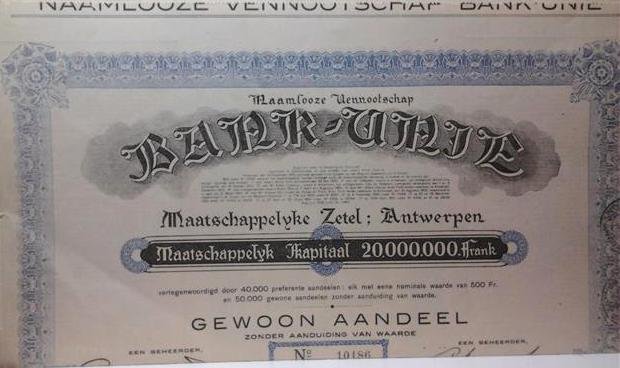 NAAMLOOZE VENNOOTSCHAP BANK-UNIE
Naamlooze Vennootschap
BANK-UNIE
Maatschappelyke Zetel : Antwerpen
Maatschappelyk Kapitaal 20.000.000.-Frank
vertegenwoordigd door 40,000 preferente aandeelen : elk met eene nominale waarde van 500 Fr.
en 50.000 gewone aandeelen zonder aanduiding van waarde.
GEWOON AANDEEL
ZONDER AANDUIDING VAN WAARDE
EEN BEHEERDER,
No 10186
EEN BEHEERDER,